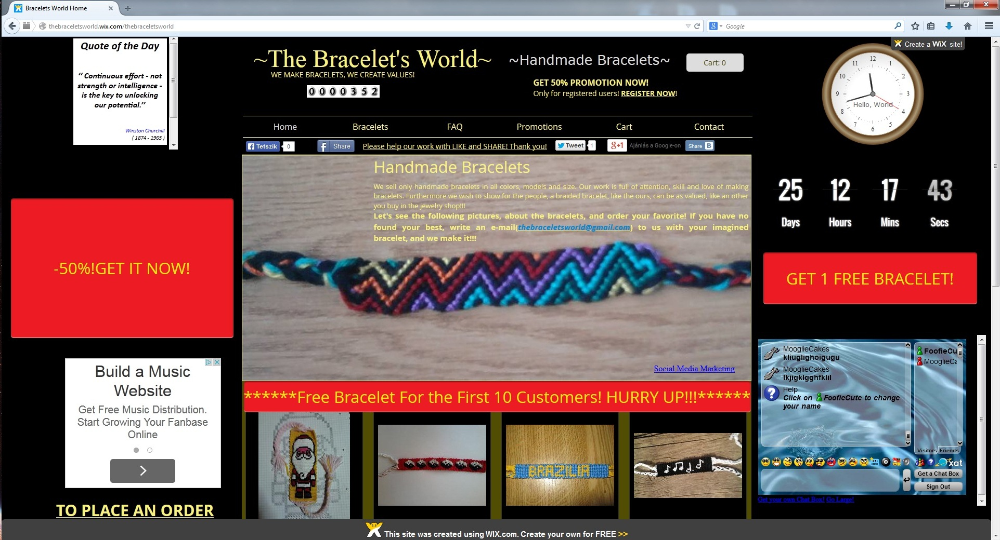 Bracelets World Home
thebraceletsworld.wix.com/thebraceletsworld
Google
Quote of the Day
“ Continuous effort - not
strength or intelligence -
is the key to unlocking
our potential.”
Winston Churchill
( 1874 - 1965 )
~The Bracelet's World~
WE MAKE BRACELETS, WE CREATE VALUES!
0000352
~Handmade Bracelets~
Cart: 0
GET 50% PROMOTION NOW!
Only for registered users! REGISTER NOW!
Create a WiX site!
12
1
2
3
4
5
6
7
8
9
10
11
Hello, World
Home Bracelets FAQ Promotions Cart Contact
Tetszik 0 Share Please help our work with LIKE and SHARE! Thank you! Tweet 1 g+1 Ajánlás a Google-on Share B
Handmade Bracelets
We sell only handmade bracelets in all colors, models and size. Our work is full of attention, skill and love of making
bracelets. Furthermore we wish to show for the people, a braided bracelet, like the ours, can be as valued, like an other
you buy in the jewelry shop!!!
Let's see the following pictures, about the bracelets, and order your favorite! If you have no
found your best, write an e-mail(thebraceletsworld@gmail.com) to us with your imagined
bracelet, and we make it!!!
Social Media Marketing
25 12 17 43
Days Hours Mins Secs
-50%!GET IT NOW!
GET 1 FREE BRACELET!
Build a Music
Website
Get Free Music Distribution.
Start Growing Your Fanbase
Online
TO PLACE AN ORDER
******Free Bracelet For the First 10 Customers! HURRY UP!!!******
BRAZILIA
MooglieCakes
kliuglighoigugu
MooglieCakes
lkjigklgghfklil
Help
Click on FoofieCute to change
your name
FoofieCu
MooglieCa
Visitors Friends
xat
Get a Chat Box
Sign Out
Get your own Chat Box! Go Large!
This site was created using WIX.com. Create your own for FREE >>